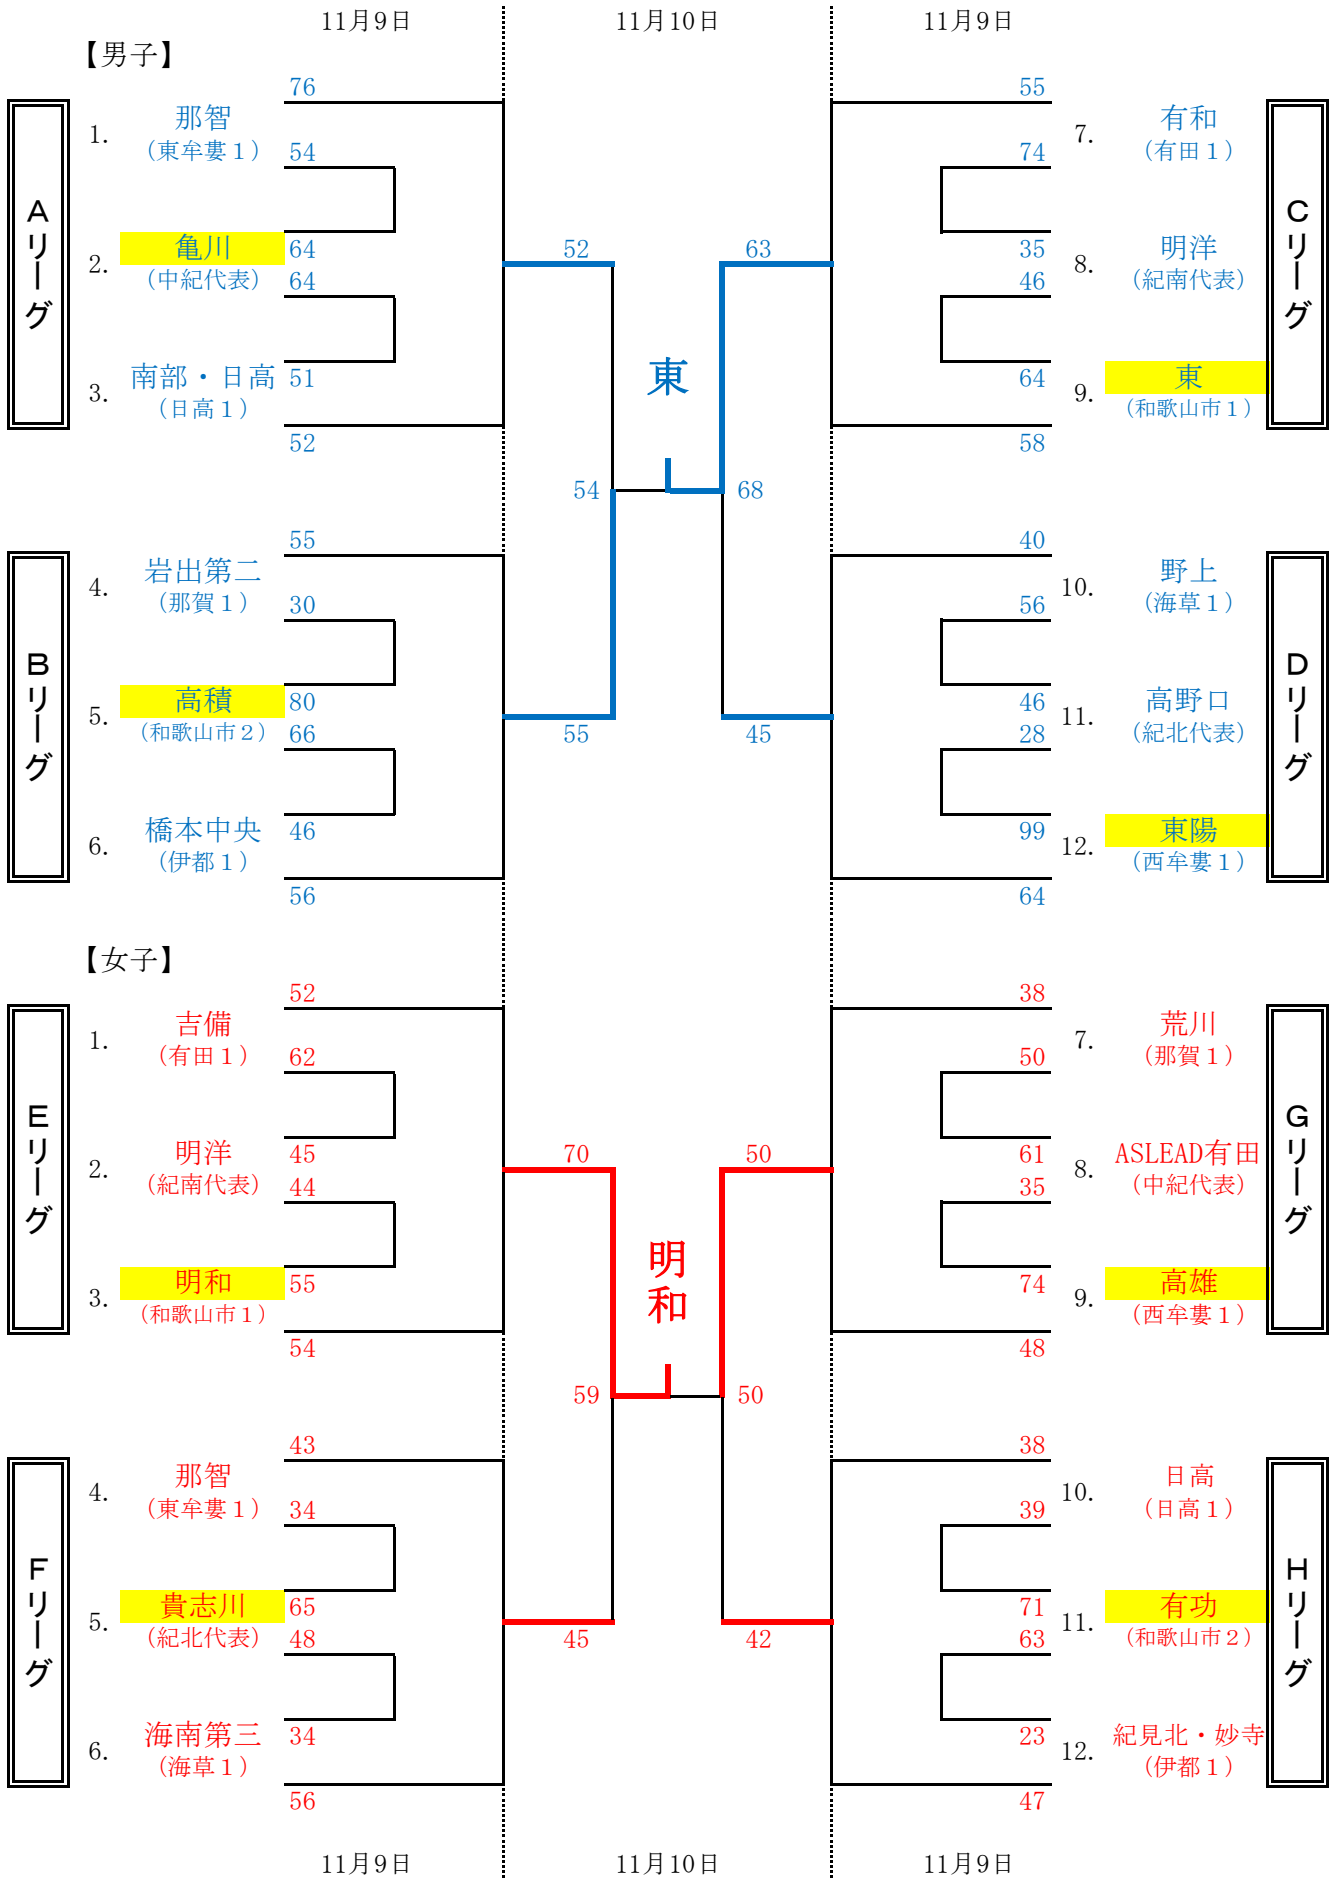 11月9日 11月10日 11月9日
【男子】
Aリーグ
76
1. 那智
(東牟婁1) 54
2. 亀川 64
(中紀代表) 64
3. 南部・日高 51
(日高1)
52
Bリーグ
55
4. 岩出第二
(那賀1) 30
5. 高積 80
(和歌山市2) 66
6. 橋本中央 46
(伊都1)
56
52 63
東
54 68
55 45
Cリーグ
55
7. 有和
74 (有田1)
35 8. 明洋
46 (紀南代表)
64 9. 東
(和歌山市1)
58
Dリーグ
40
10. 野上
56 (海草1)
46 11. 高野口
28 (紀北代表)
99 12. 東陽
(西牟婁1)
64
【女子】
Eリーグ
52
1. 吉備
(有田1) 62
2. 明洋 45
(紀南代表) 44
3. 明和 55
(和歌山市1)
54
Fリーグ
43
4. 那智
(東牟婁1) 34
5. 貴志川 65
(紀北代表) 48
6. 海南第三 34
(海草1)
56
70 50
明和
59 50
45 42
Gリーグ
38
7. 荒川
50 (那賀1)
61 8. ASLEAD有田
35 (中紀代表)
74 9. 高雄
(西牟婁1)
48
Hリーグ
38
10. 日高
39 (日高1)
71 11. 有功
63 (和歌山市2)
23 12. 紀見北・妙寺
(伊都1)
47
11月9日 11月10日 11月9日